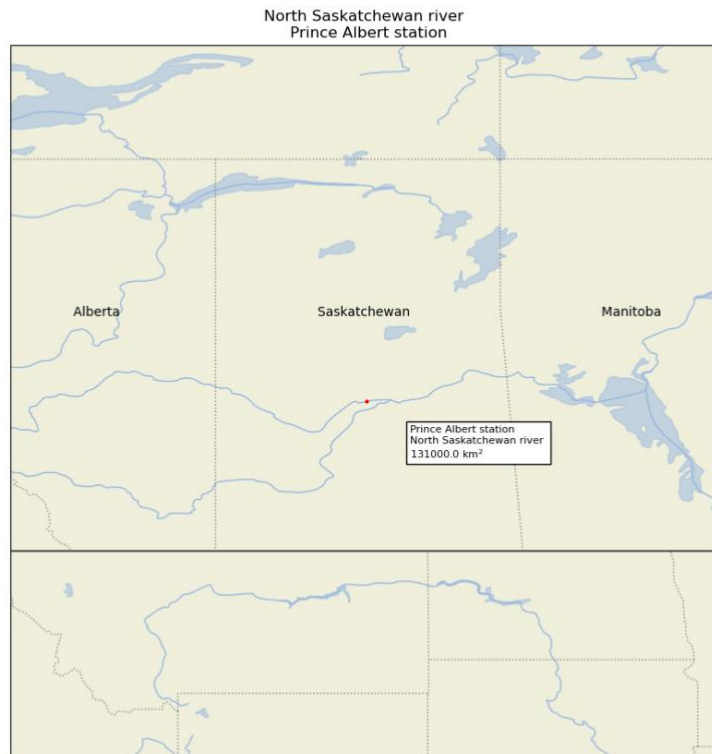 North Saskatchewan river
Prince Albert station
Alberta
Saskatchewan
Manitoba
Prince Albert station
North Saskatchewan river
131000.0 km²